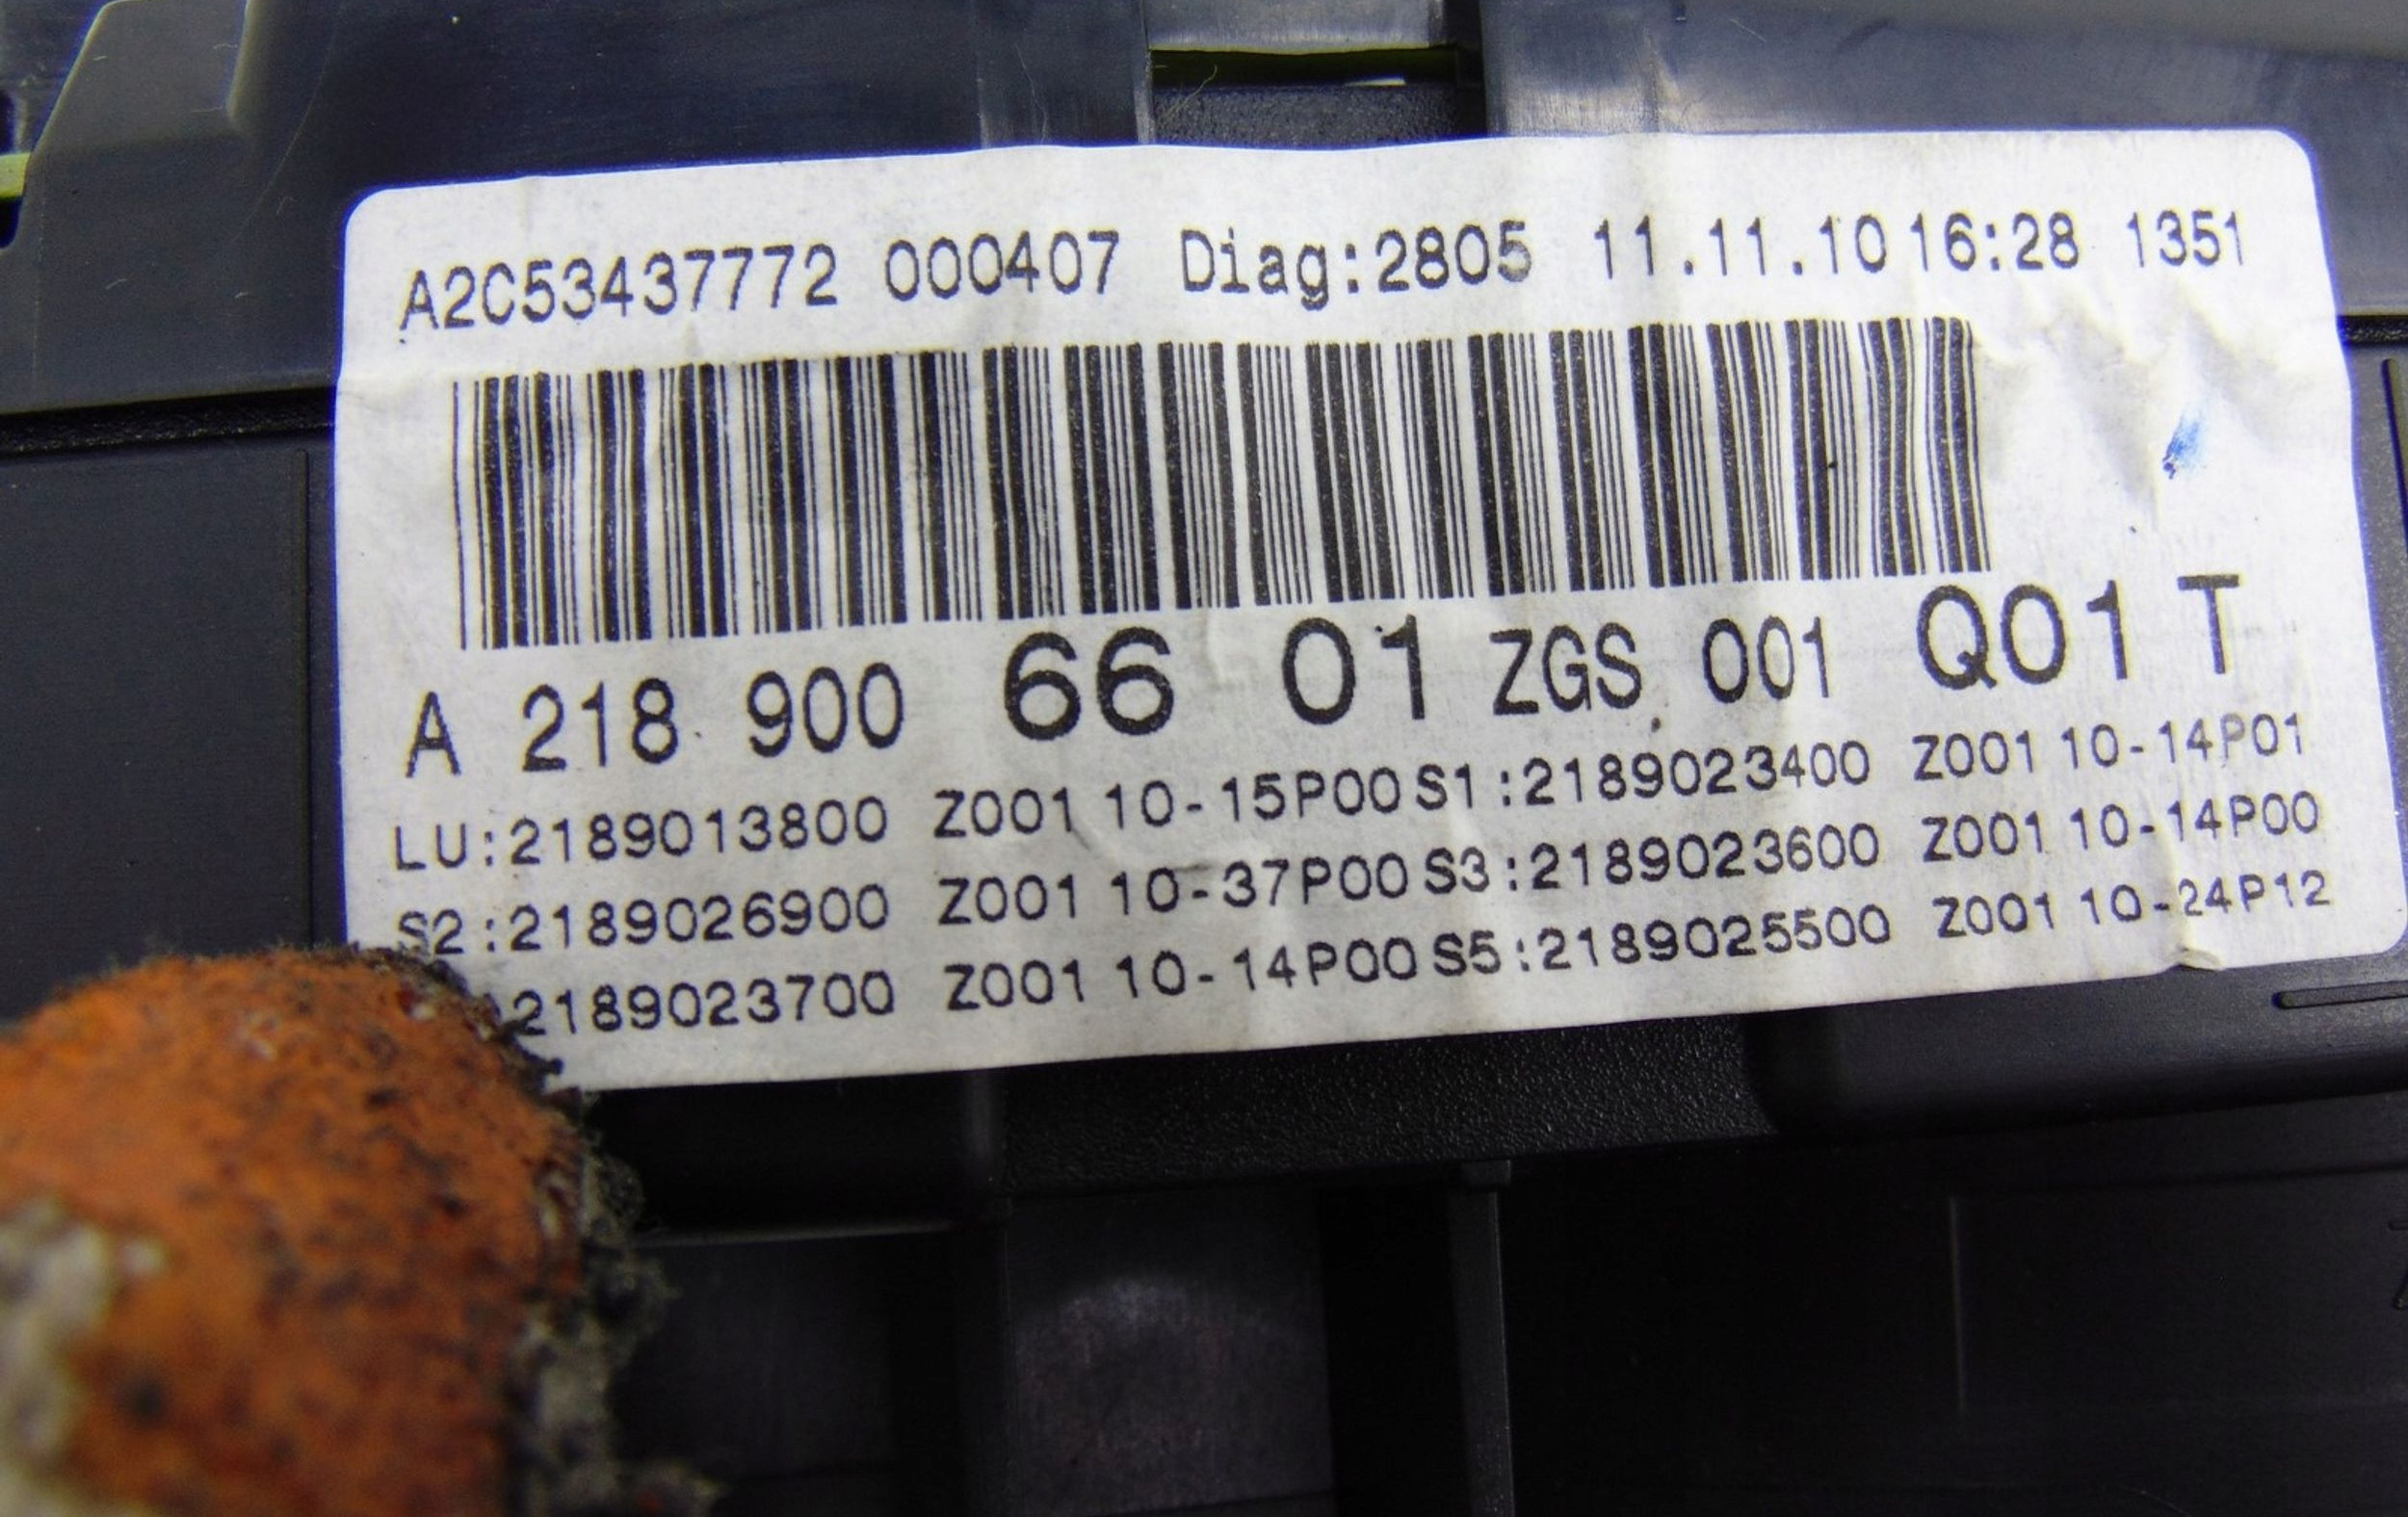 A2C53437772 000407 Diag:2805 11.11.10 16:28 1351
A 218 900 66 01 ZGS 001 Q01 T
LU:2189013800 Z001 10-15P00 S1:2189023400 Z001 10-14P01
S2:2189026900 Z001 10-37P00 S3:2189023600 Z001 10-14P00
2189023700 Z001 10-14P00 S5:2189025500 Z001 10-24P12